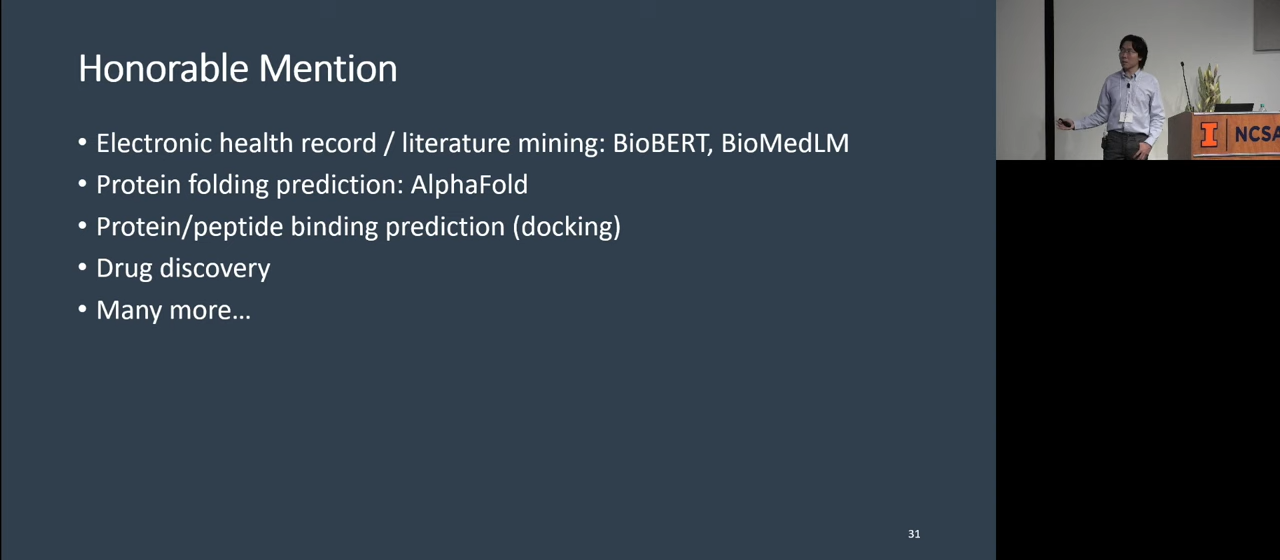 Honorable Mention
• Electronic health record / literature mining: BioBERT, BioMedLM
• Protein folding prediction: AlphaFold
• Protein/peptide binding prediction (docking)
• Drug discovery
• Many more…
31
I NCSA